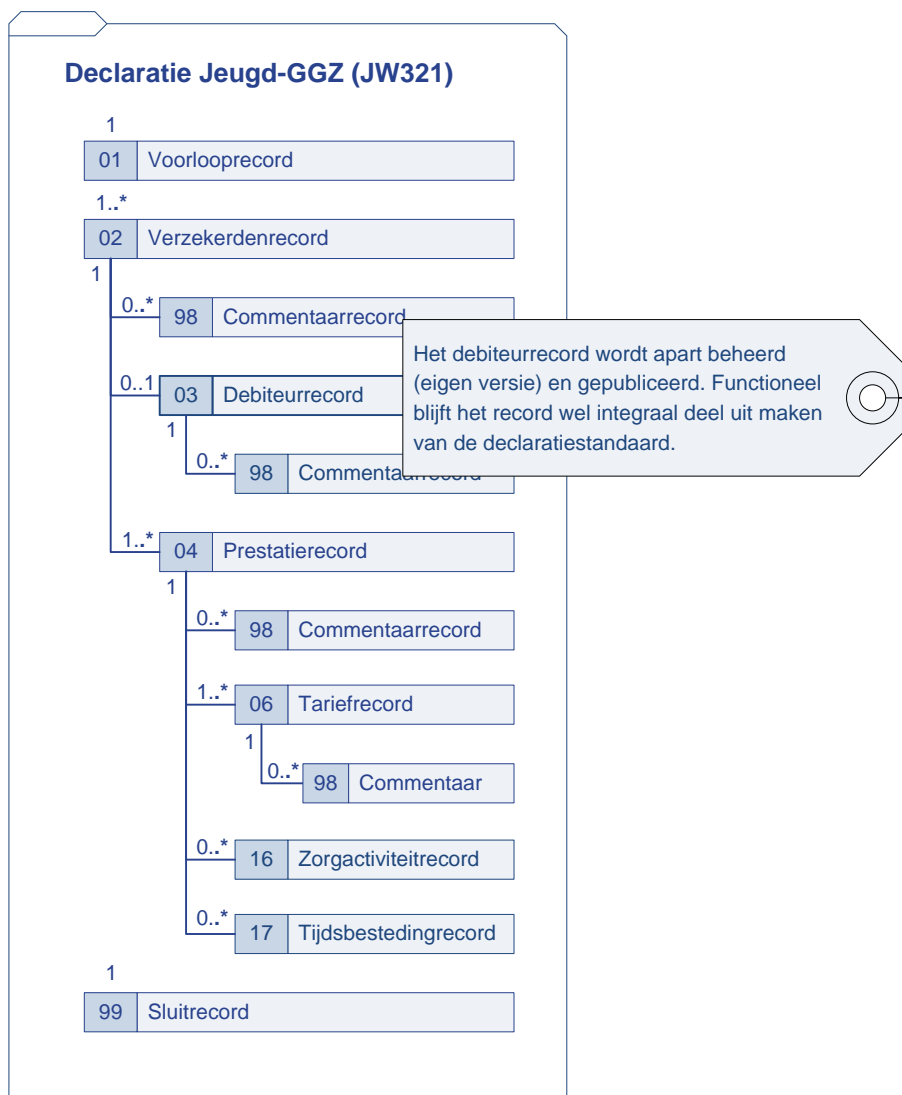 Declaratie Jeugd-GGZ (JW321)
1
01 Voorlooprecord
1..*
02 Verzekerdenrecord
1
0..* 98 Commentaarrecord
Het debiteurrecord wordt apart beheerd
(eigen versie) en gepubliceerd. Functioneel
blijft het record wel integraal deel uit maken
van de declaratiestandaard.
0..1 03 Debiteurrecord
1
0..* 98 Commentaarrecord
1..* 04 Prestatierecord
1
0..* 98 Commentaarrecord
1..* 06 Tariefrecord
1
0..* 98 Commentaar
0..* 16 Zorgactiviteitrecord
0..* 17 Tijdsbestedingrecord
1
99 Sluitrecord